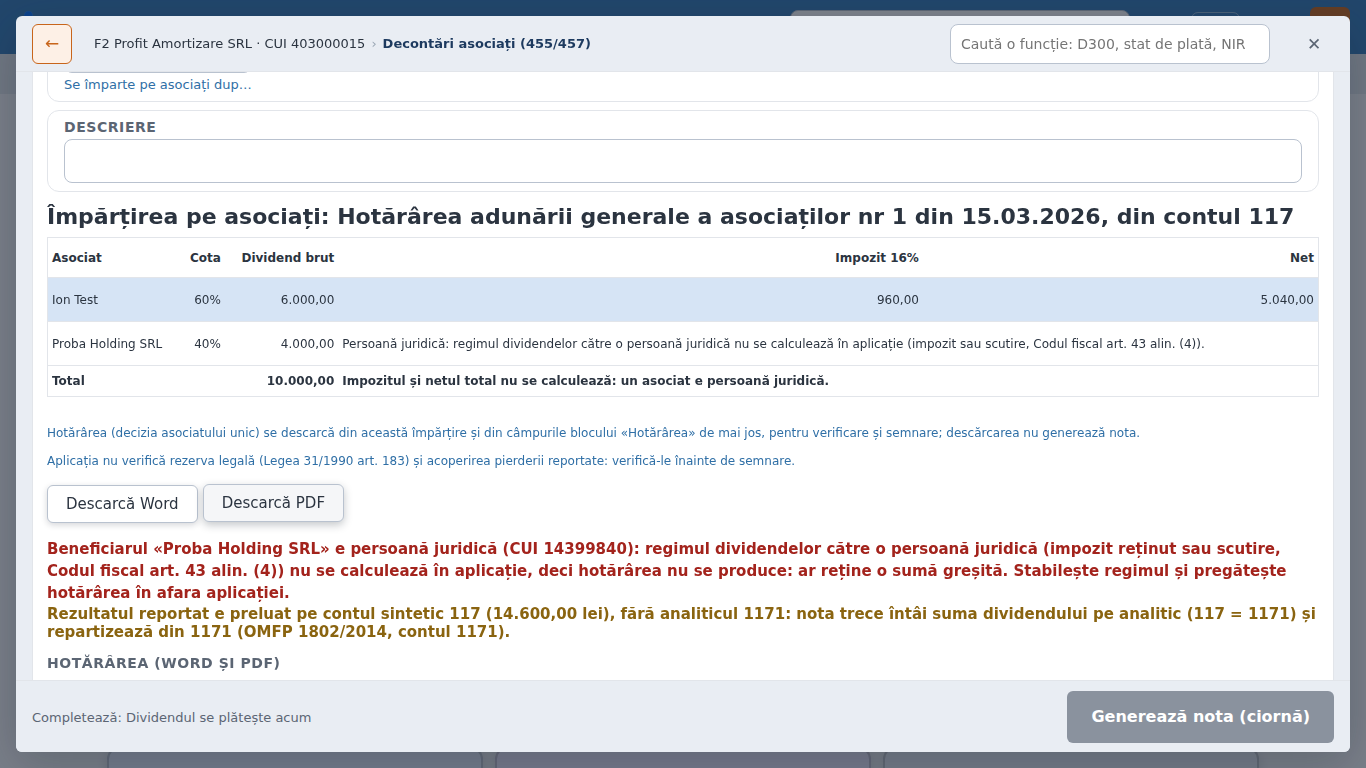 ←
F2 Profit Amortizare SRL · CUI 403000015 › Decontări asociați (455/457)
Caută o funcție: D300, stat de plată, NIR
✕
Se împarte pe asociați dup…
DESCRIERE
Împărțirea pe asociați: Hotărârea adunării generale a asociaților nr 1 din 15.03.2026, din contul 117
Asociat Cota Dividend brut Impozit 16% Net
Ion Test 60% 6.000,00 960,00 5.040,00
Proba Holding SRL 40% 4.000,00 Persoană juridică: regimul dividendelor către o persoană juridică nu se calculează în aplicație (impozit sau scutire, Codul fiscal art. 43 alin. (4)).
Total 10.000,00 Impozitul și netul total nu se calculează: un asociat e persoană juridică.
Hotărârea (decizia asociatului unic) se descarcă din această împărțire și din câmpurile blocului «Hotărârea» de mai jos, pentru verificare și semnare; descărcarea nu generează nota.
Aplicația nu verifică rezerva legală (Legea 31/1990 art. 183) și acoperirea pierderii reportate: verifică-le înainte de semnare.
Descarcă Word Descarcă PDF
Beneficiarul «Proba Holding SRL» e persoană juridică (CUI 14399840): regimul dividendelor către o persoană juridică (impozit reținut sau scutire,
Codul fiscal art. 43 alin. (4)) nu se calculează în aplicație, deci hotărârea nu se produce: ar reține o sumă greșită. Stabilește regimul și pregătește
hotărârea în afara aplicației.
Rezultatul reportat e preluat pe contul sintetic 117 (14.600,00 lei), fără analiticul 1171: nota trece întâi suma dividendului pe analitic (117 = 1171) și
repartizează din 1171 (OMFP 1802/2014, contul 1171).
HOTĂRÂREA (WORD ȘI PDF)
Completează: Dividendul se plătește acum
Generează nota (ciornă)